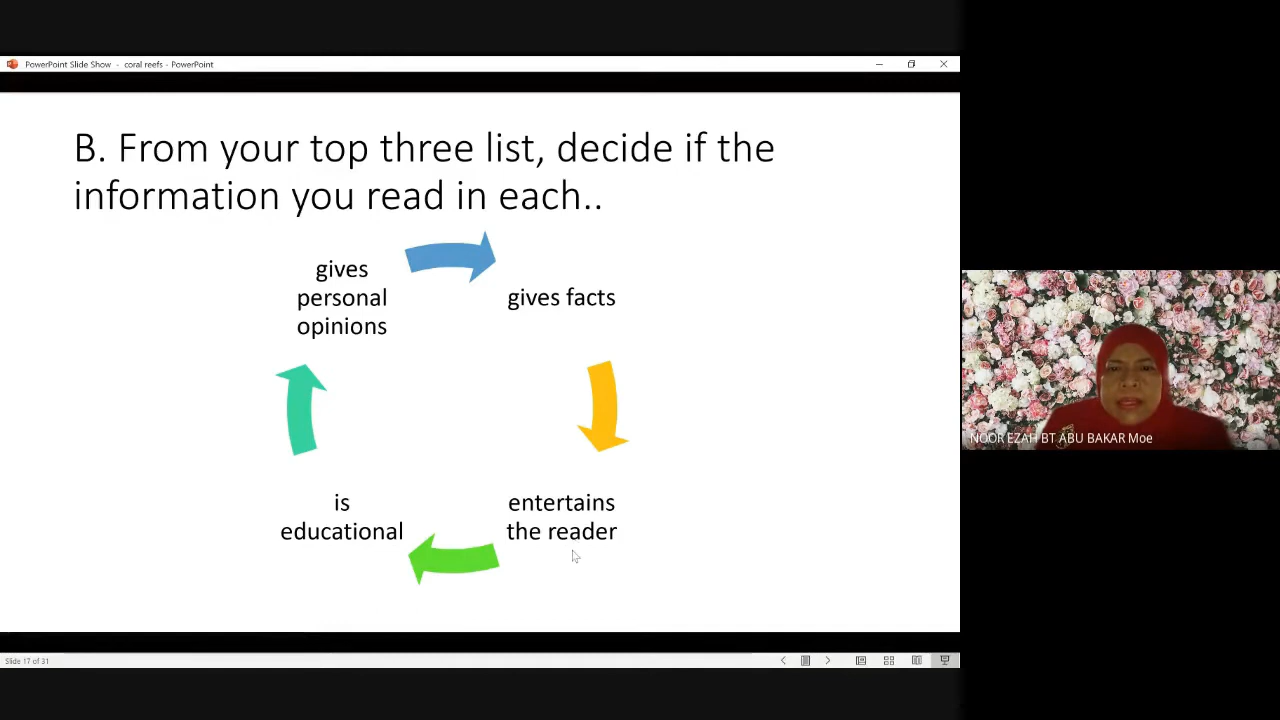 PowerPoint Slide Show - coral reefs - PowerPoint
B. From your top three list, decide if the
information you read in each..
gives
personal
opinions
gives facts
is
educational
entertains
the reader
NOOR EZAH BT ABU BAKAR Moe
Slide 17 of 31